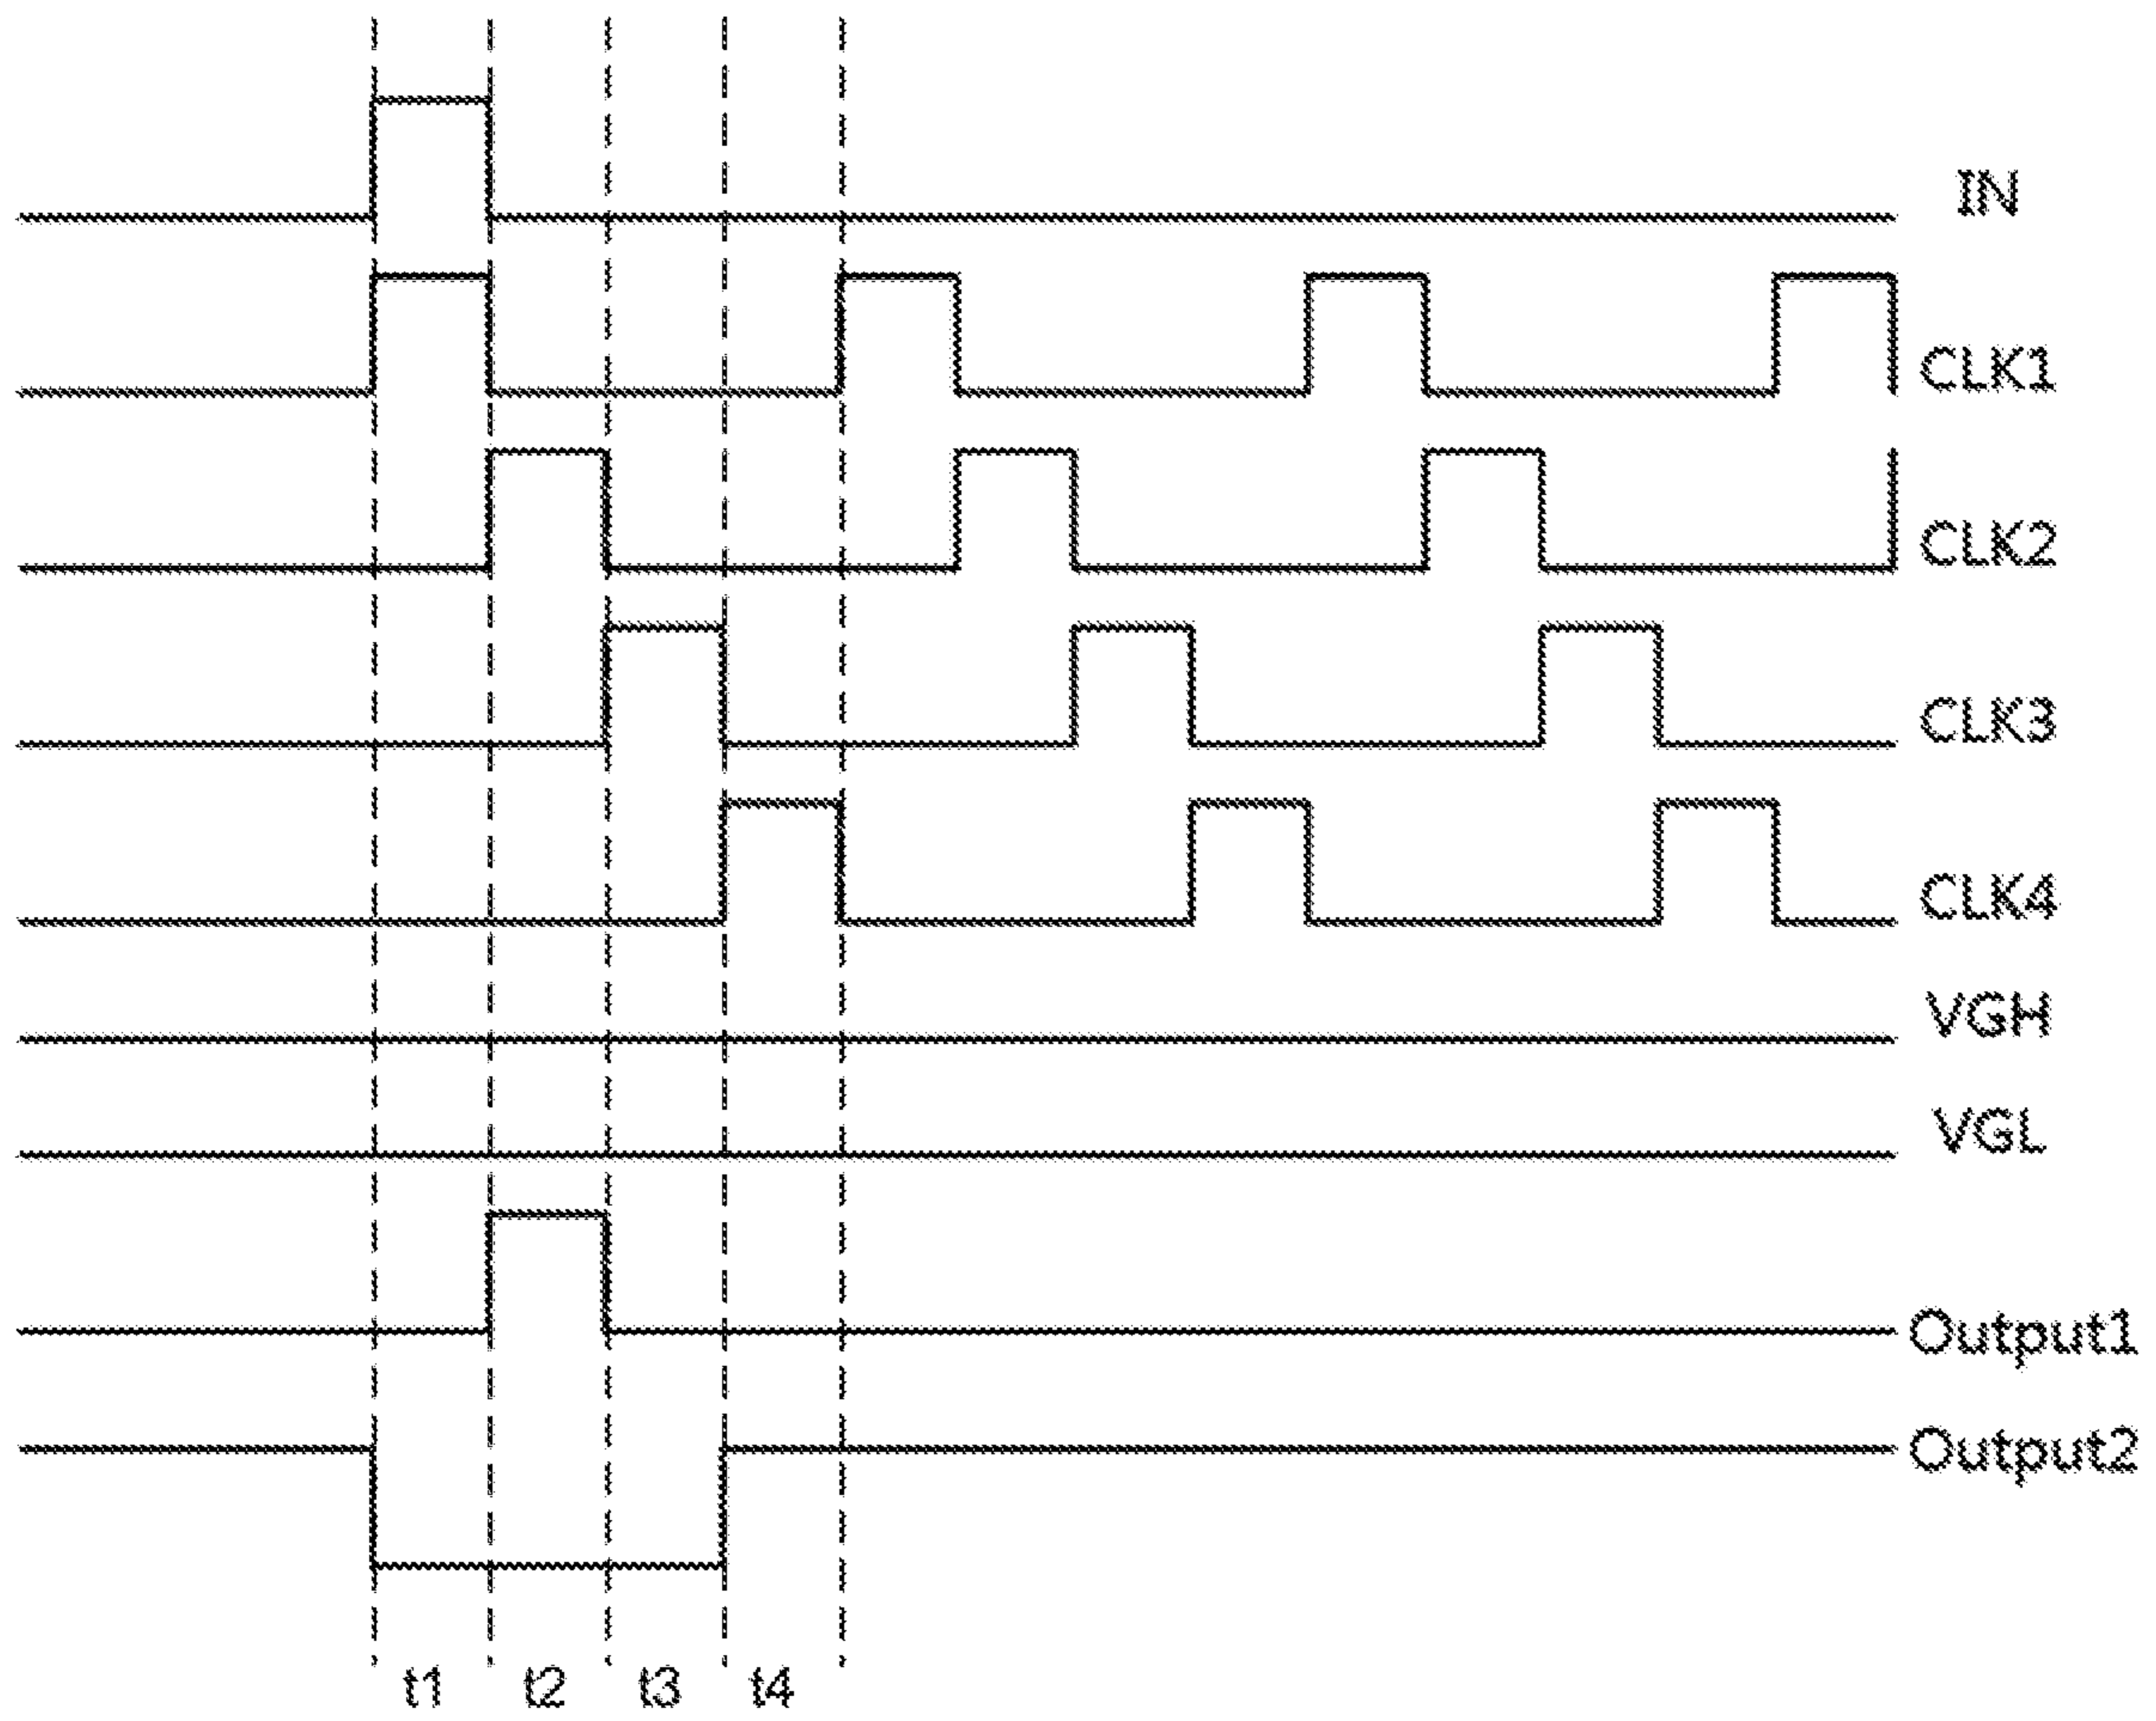 IN
CLK1
CLK2
CLK3
CLK4
VGH
VGL
Output1
Output2
t1 t2 t3 t4